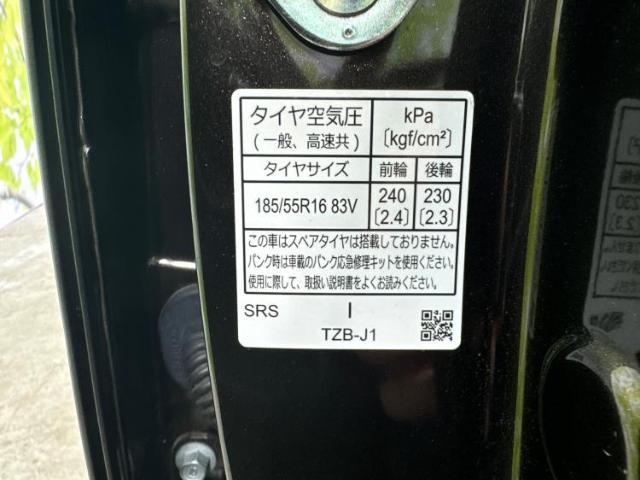 タイヤ空気圧 kPa
(一般、高速共) [kgf/cm²]
タイヤサイズ 前輪 後輪
185/55R16 83V 240 230
[2.4] [2.3]
この車はスペアタイヤは搭載しておりません。
パンク時は車載のパンク応急修理キットを使用ください。
使用に際して、取扱い説明書をよくお読みください。
SRS I
TZB-J1